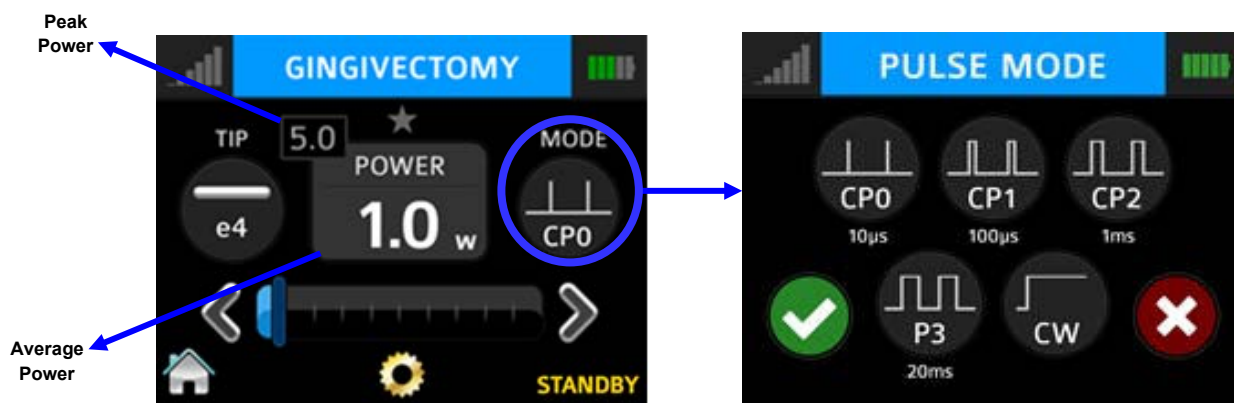 Peak
Power
GINGIVECTOMY
TIP
5.0
MODE
POWER
e4
1.0 w
CP0
Average
Power
STANDBY
PULSE MODE
CP0
CP1
CP2
10µs
100µs
1ms
P3
CW
20ms